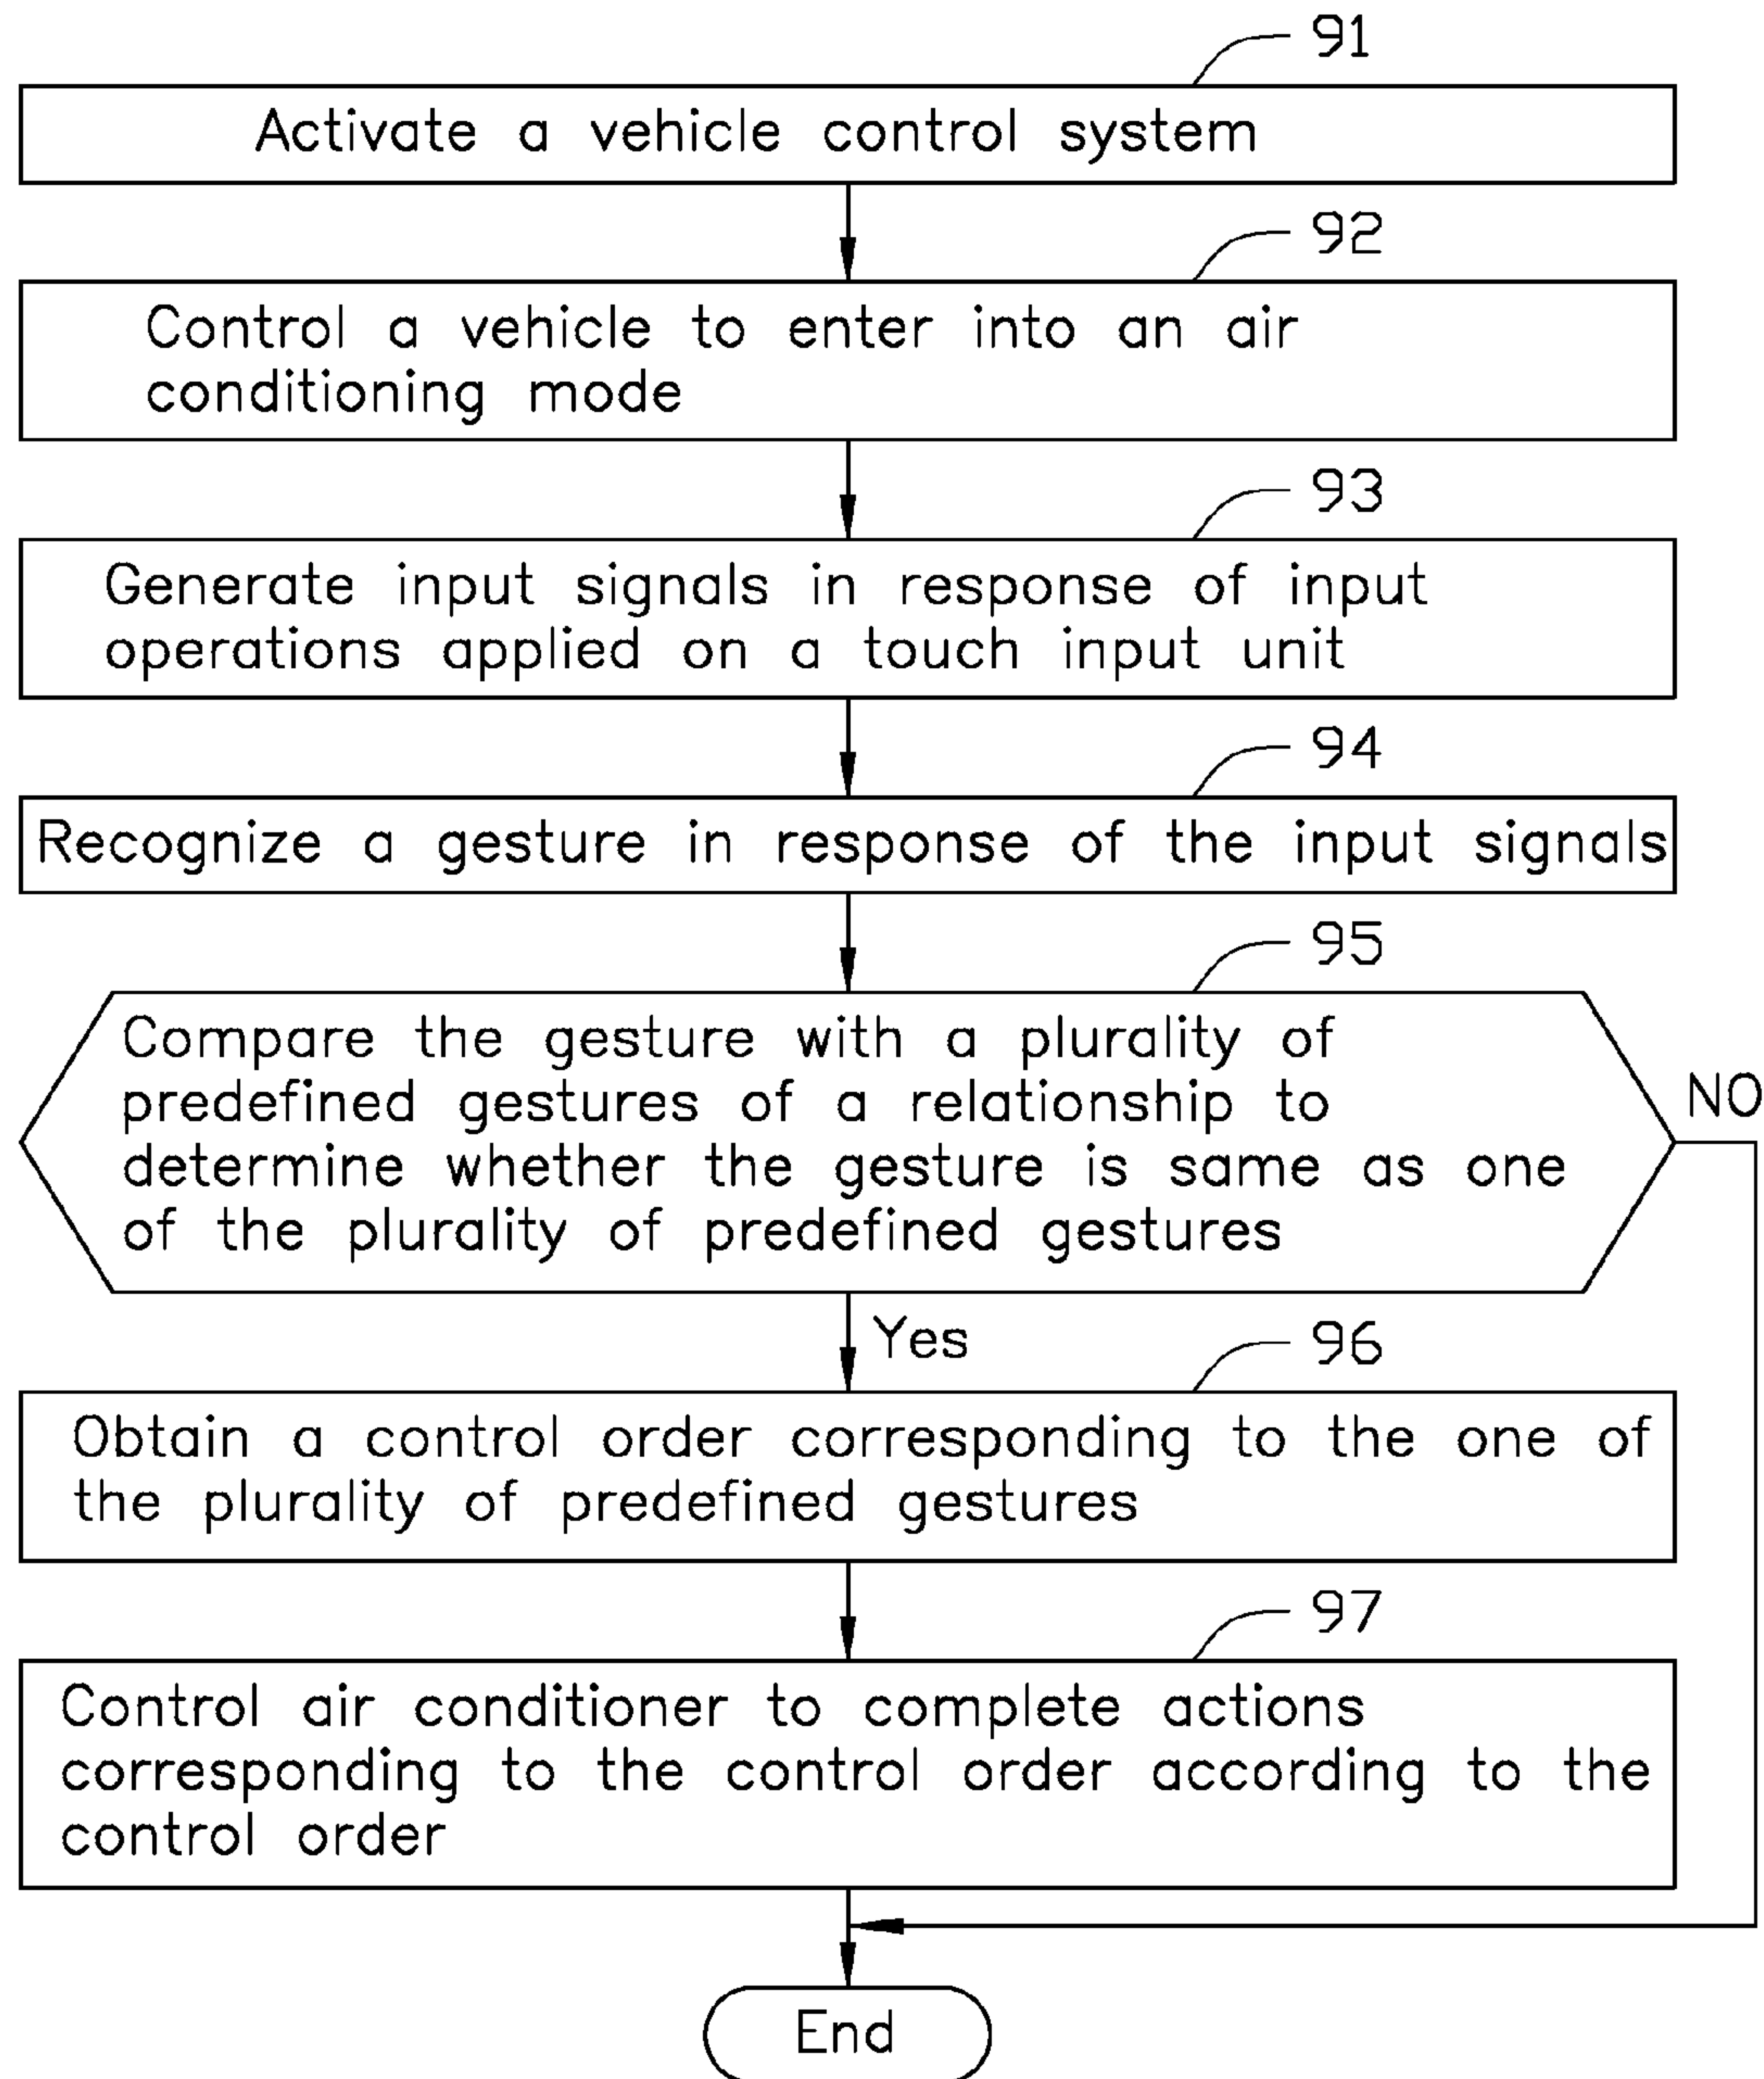 91
Activate a vehicle control system
92
Control a vehicle to enter into an air
conditioning mode
93
Generate input signals in response of input
operations applied on a touch input unit
94
Recognize a gesture in response of the input signals
95
Compare the gesture with a plurality of
predefined gestures of a relationship to
determine whether the gesture is same as one
of the plurality of predefined gestures
NO
Yes
96
Obtain a control order corresponding to the one of
the plurality of predefined gestures
97
Control air conditioner to complete actions
corresponding to the control order according to the
control order
End